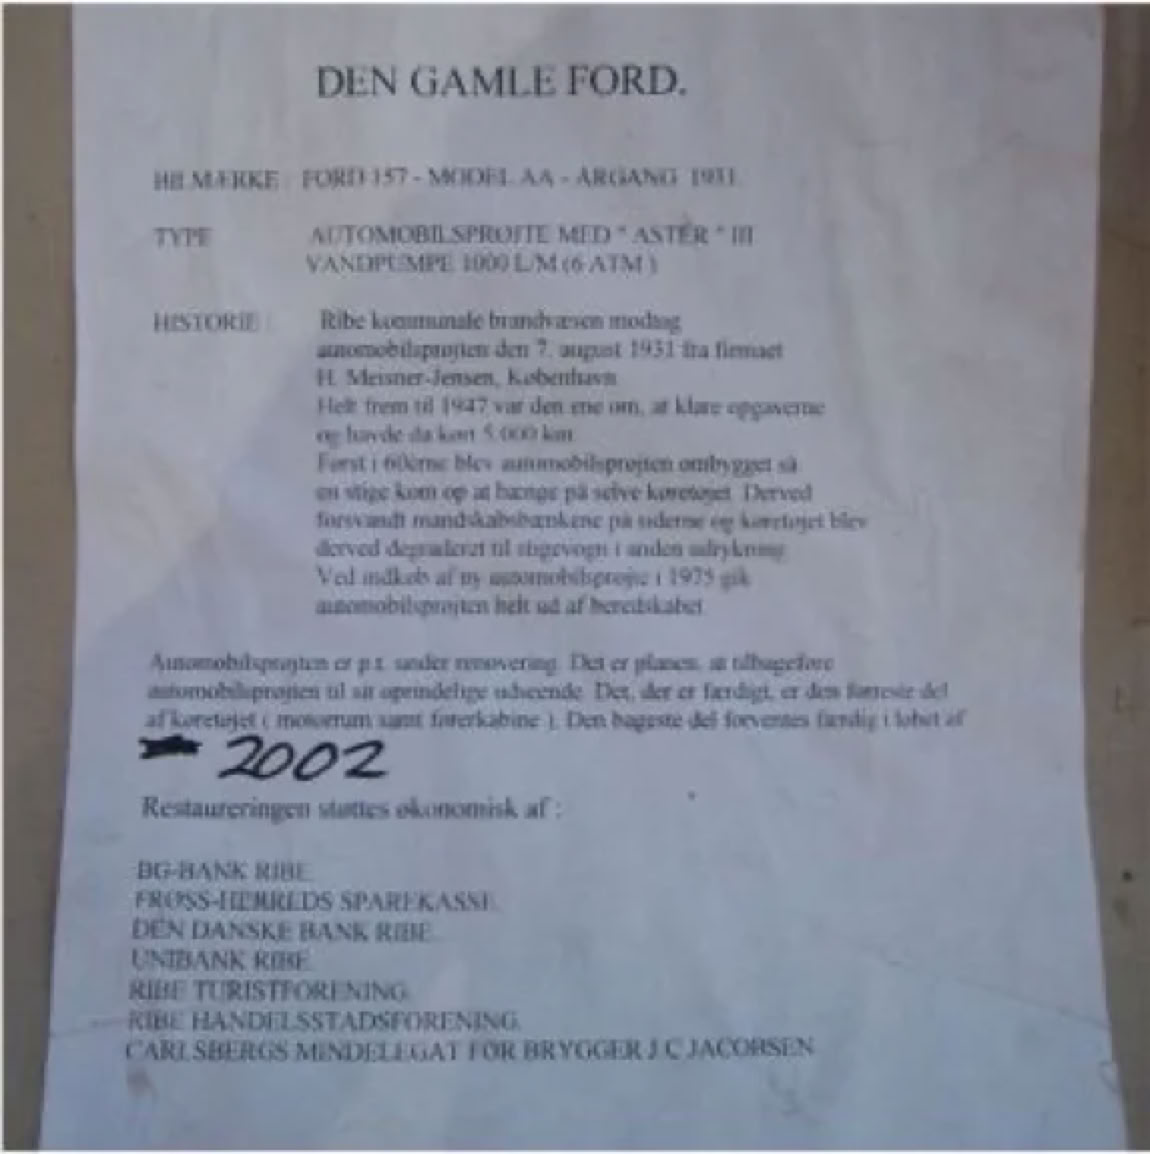 DEN GAMLE FORD.
BILMÆRKE : FORD 157 - MODEL AA - ÅRGANG 1931
TYPE AUTOMOBILSPRØJTE MED " ASTER " III
VANDPUMPE 1000 L/M (6 ATM )
HISTORIE : Ribe kommunale brandvæsen modtog
automobilsprøjten den 7. august 1931 fra firmaet
H. Meisner-Jensen, København
Helt frem til 1947 var den ene om, at klare opgaverne
og havde da kørt 5.000 km
Først i 60erne blev automobilsprøjten ombygget så
en stige kom op at hænge på selve køretøjet. Derved
forsvandt mandskabsbænkene på siderne og køretøjet blev
derved degraderet til stigevogn i anden udrykning
Ved indkøb af ny automobilsprøjte i 1975 gik
automobilsprøjten helt ud af beredskabet
Automobilsprøjten er p.t. under renovering. Det er planen, at tilbageføre
automobilsprøjten til sit oprindelige udseende. Det, der er færdigt, er den forreste del
af køretøjet ( motorrum samt førerkabine ). Den bageste del forventes færdig i løbet af
2002
Restaureringen støttes økonomisk af :
BG-BANK RIBE
FRØSS-HERREDS SPAREKASSE
DEN DANSKE BANK RIBE
UNIBANK RIBE
RIBE TURISTFORENING
RIBE HANDELSSTADSFORENING
CARLSBERGS MINDELEGAT FOR BRYGGER J C JACOBSEN